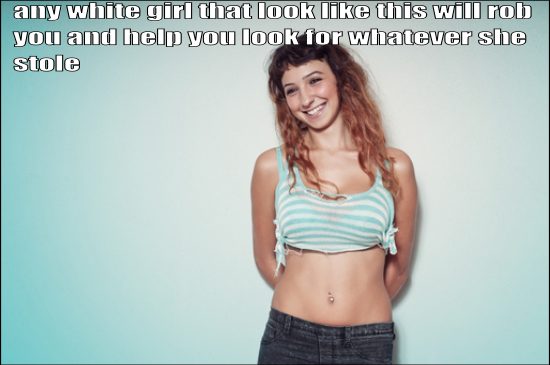 any white girl that look like this will rob
you and help you look for whatever she
stole